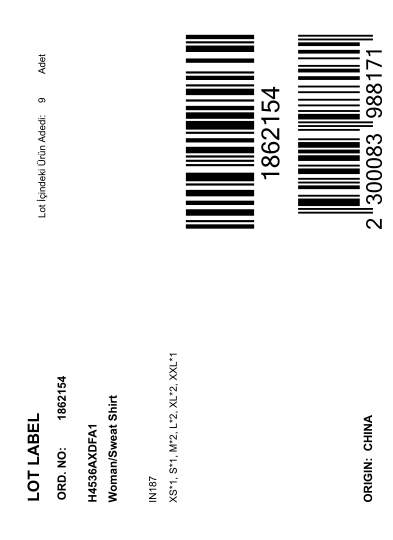 LOT LABEL
Lot İçindeki Ürün Adedi: 9 Adet
ORD. NO: 1862154
H4536AXDFA1
Woman/Sweat Shirt
IN187
XS*1, S*1, M*2, L*2, XL*2, XXL*1
1862154
ORIGIN: CHINA
2 300083 988171